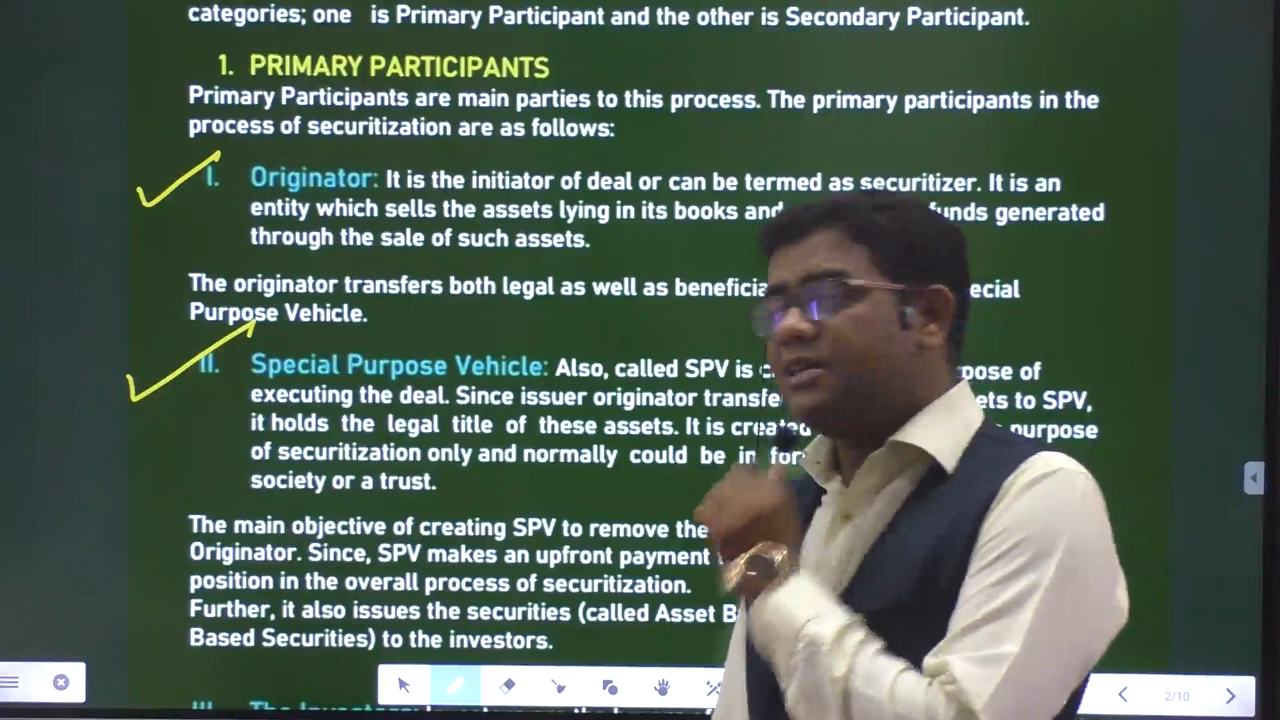 categories; one is Primary Participant and the other is Secondary Participant.
1. PRIMARY PARTICIPANTS
Primary Participants are main parties to this process. The primary participants in the
process of securitization are as follows:
I. Originator: It is the initiator of deal or can be termed as securitizer. It is an
entity which sells the assets lying in its books and generated
through the sale of such assets.
The originator transfers both legal as well as
Purpose Vehicle.
II. Special Purpose Vehicle: Also, called SPV is of
executing the deal. Since issuer originator to SPV,
it holds the legal title of these assets. It is created purpose
of securitization only and normally could be in
society or a trust.
The main objective of creating SPV to remove the
Originator. Since, SPV makes an upfront payment
position in the overall process of securitization.
Further, it also issues the securities (called Asset
Based Securities) to the investors.
2/10